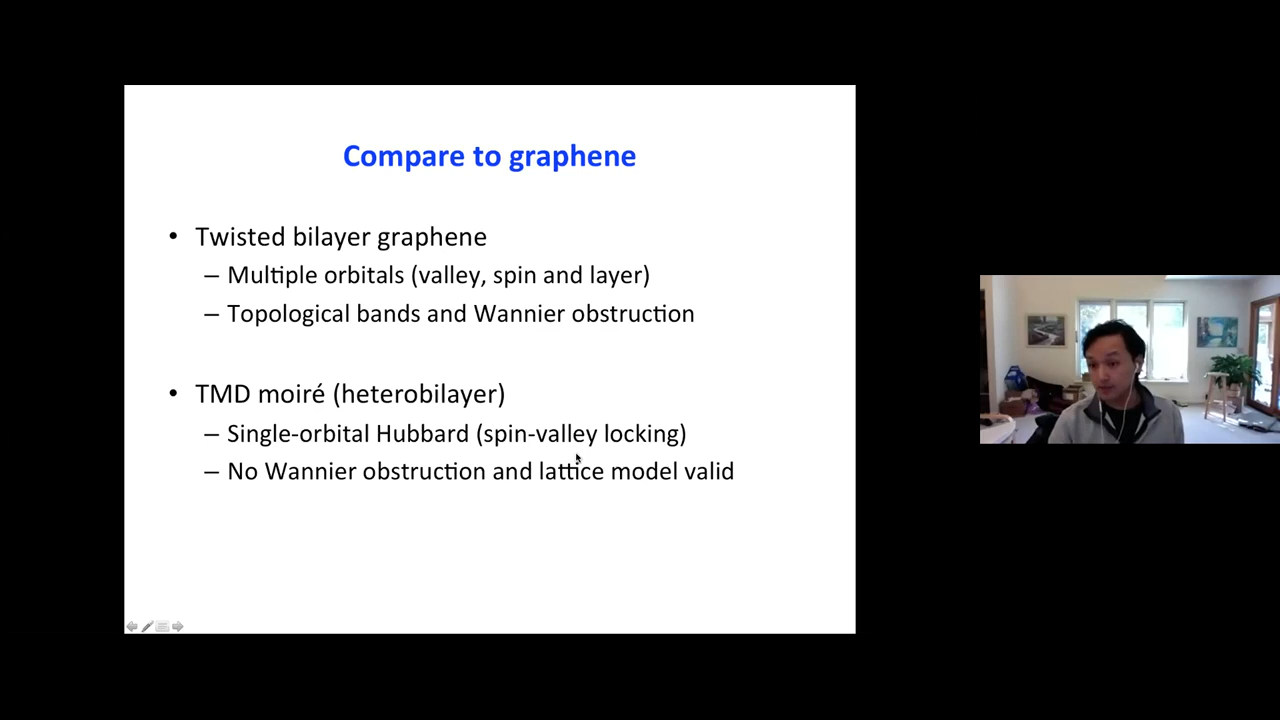 Compare to graphene
• Twisted bilayer graphene
– Multiple orbitals (valley, spin and layer)
– Topological bands and Wannier obstruction
• TMD moiré (heterobilayer)
– Single-orbital Hubbard (spin-valley locking)
– No Wannier obstruction and lattice model valid